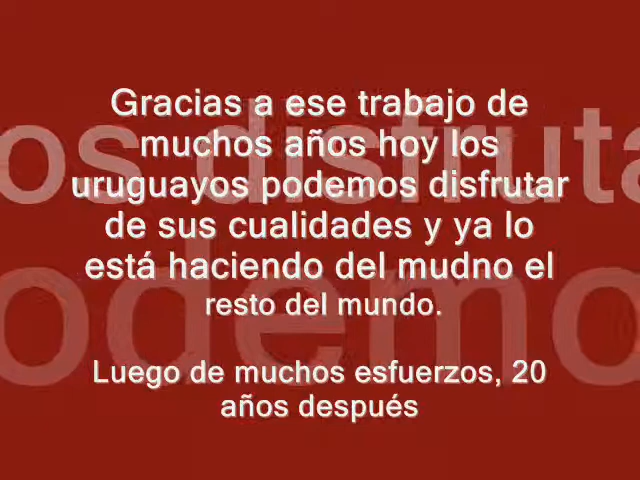 Gracias a ese trabajo de
muchos años hoy los
uruguayos podemos disfrutar
de sus cualidades y ya lo
está haciendo del mudno el
resto del mundo.
Luego de muchos esfuerzos, 20
años después